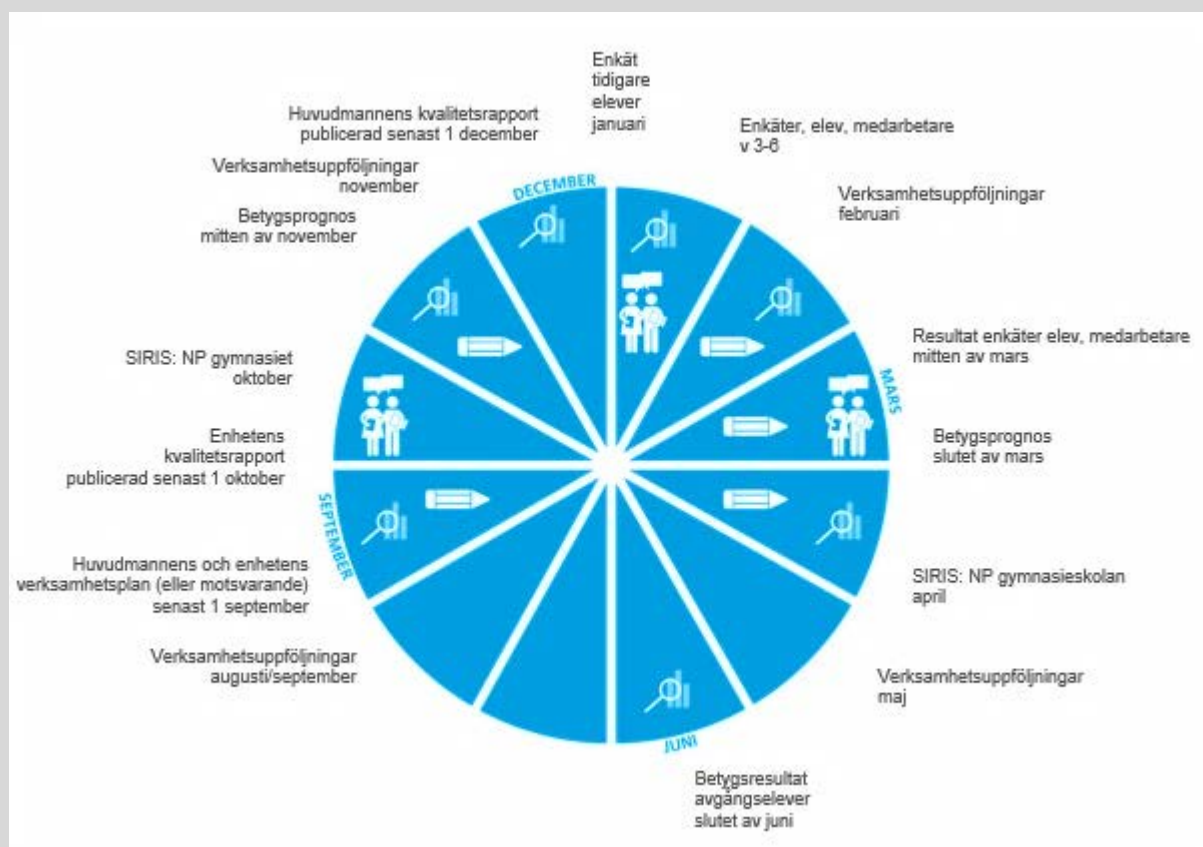 Enkät
tidigare
elever
januari
Enkäter, elev, medarbetare
v 3-6
Verksamhetsuppföljningar
februari
Resultat enkäter elev, medarbetare
mitten av mars
MARS
Betygsprognos
slutet av mars
SIRIS: NP gymnasieskolan
april
Verksamhetsuppföljningar
maj
JUNI
Betygsresultat
avgångselever
slutet av juni
Verksamhetsuppföljningar
augusti/september
Huvudmannens och enhetens
verksamhetsplan (eller motsvarande)
senast 1 september
SEPTEMBER
Enhetens
kvalitetsrapport
publicerad senast 1 oktober
SIRIS: NP gymnasiet
oktober
Betygsprognos
mitten av november
Verksamhetsuppföljningar
november
Huvudmannens kvalitetsrapport
publicerad senast 1 december
DECEMBER